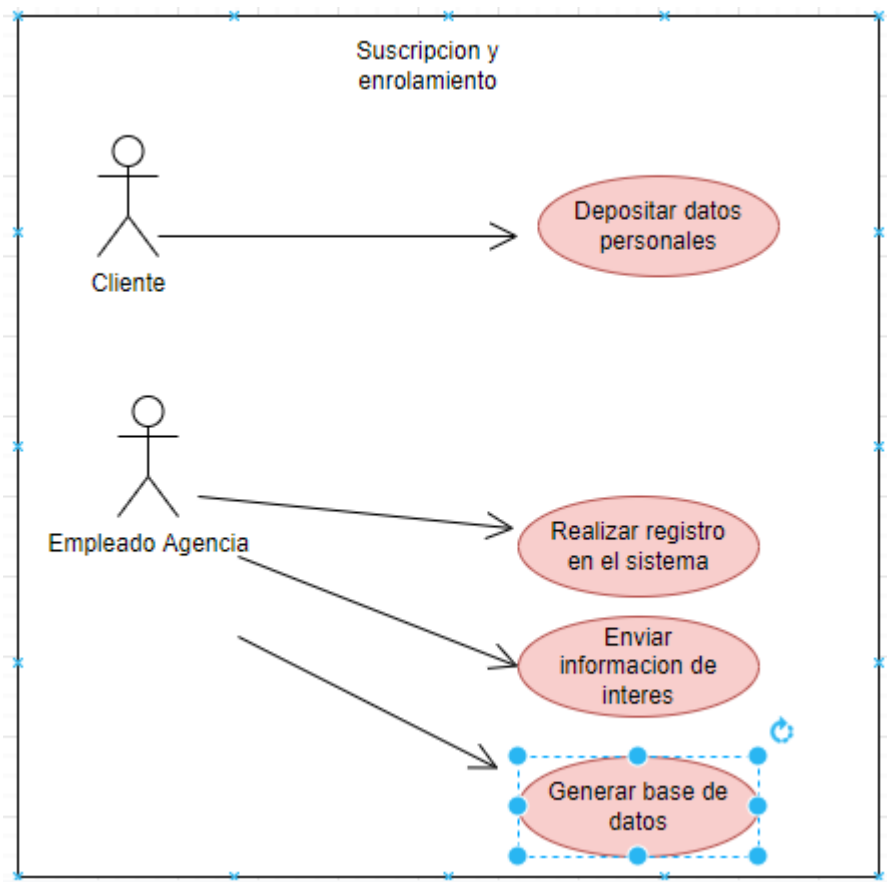 Suscripcion y
enrolamiento
Depositar datos
personales
Cliente
Realizar registro
en el sistema
Empleado Agencia
Enviar
informacion de
interes
Generar base de
datos